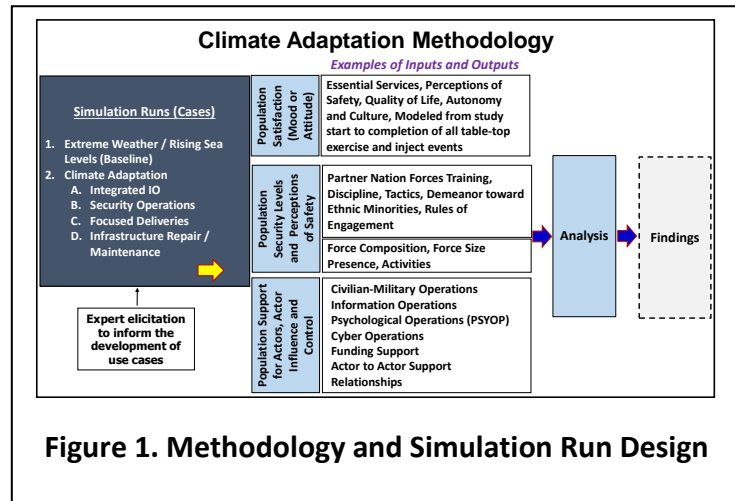 Climate Adaptation Methodology
Examples of Inputs and Outputs
Simulation Runs (Cases)
1. Extreme Weather / Rising Sea
Levels (Baseline)
2. Climate Adaptation
A. Integrated IO
B. Security Operations
C. Focused Deliveries
D. Infrastructure Repair /
Maintenance
Expert elicitation
to inform the
development of
use cases
Population
Satisfaction
(Mood or
Attitude)
Essential Services, Perceptions of
Safety, Quality of Life, Autonomy
and Culture, Modeled from study
start to completion of all table-top
exercise and inject events
Population
Security Levels
and Perceptions
of Safety
Partner Nation Forces Training,
Discipline, Tactics, Demeanor toward
Ethnic Minorities, Rules of
Engagement
Force Composition, Force Size
Presence, Activities
Population Support
for Actors, Actor
Influence and
Control
Civilian-Military Operations
Information Operations
Psychological Operations (PSYOP)
Cyber Operations
Funding Support
Actor to Actor Support
Relationships
Analysis
Findings
Figure 1. Methodology and Simulation Run Design